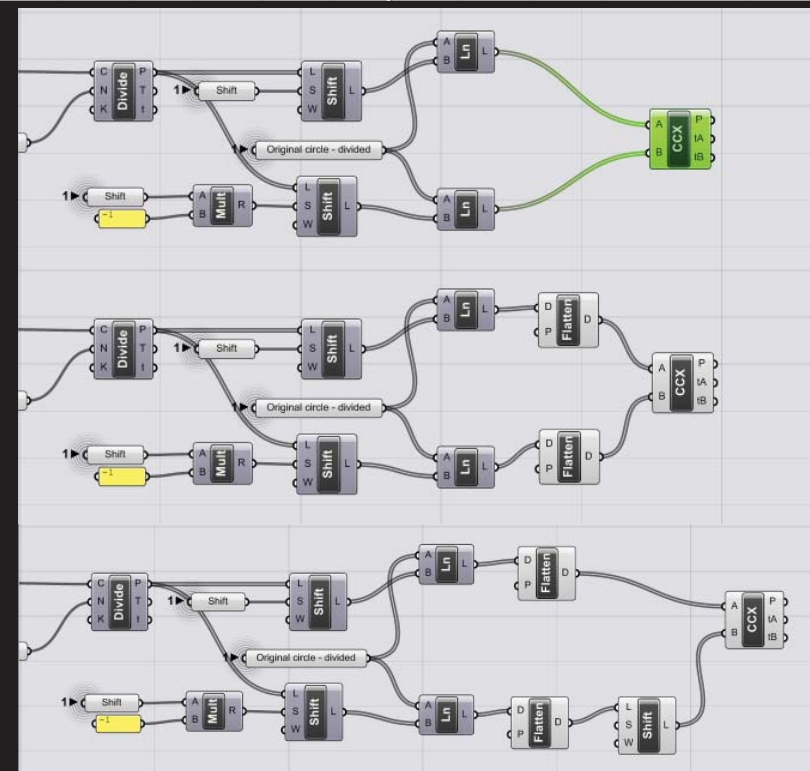 C
N
K
Divide
P
T
t
1
Shift
L
S
W
Shift
L
A
B
Ln
L
1
Original circle - divided
A
B
CCX
P
tA
tB
1
Shift
-1
A
B
Mult
R
L
S
W
Shift
L
A
B
Ln
L
C
N
K
Divide
P
T
t
1
Shift
L
S
W
Shift
L
A
B
Ln
L
D
P
Flatten
D
1
Original circle - divided
A
B
CCX
P
tA
tB
1
Shift
-1
A
B
Mult
R
L
S
W
Shift
L
A
B
Ln
L
D
P
Flatten
D
C
N
K
Divide
P
T
t
1
Shift
L
S
W
Shift
L
A
B
Ln
L
D
P
Flatten
D
1
Original circle - divided
A
B
CCX
P
tA
tB
1
Shift
-1
A
B
Mult
R
L
S
W
Shift
L
A
B
Ln
L
D
P
Flatten
D
L
S
W
Shift
L